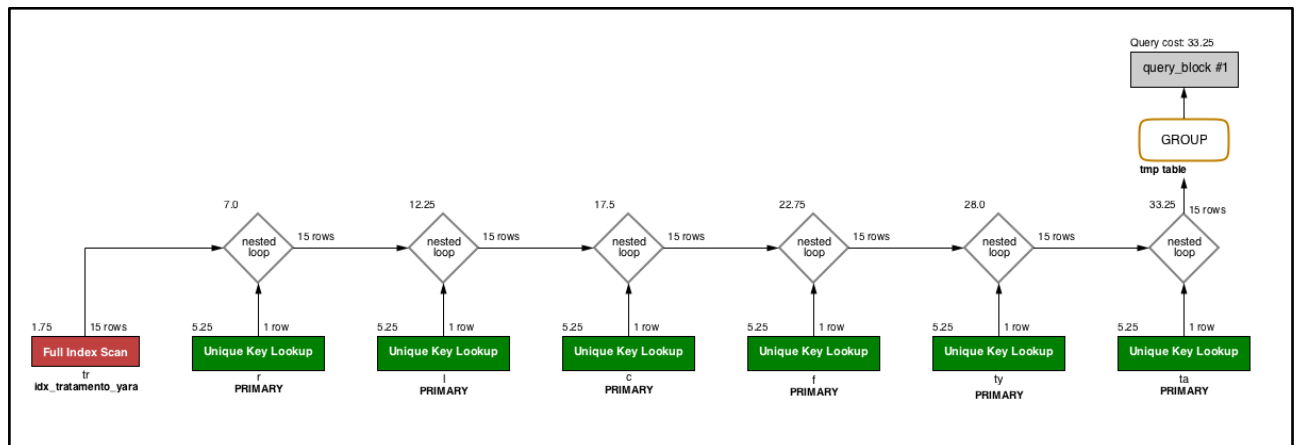 Query cost: 33.25
query_block #1
GROUP
tmp table
7.0
12.25
17.5
22.75
28.0
33.25
15 rows
nested
loop
15 rows
nested
loop
15 rows
nested
loop
15 rows
nested
loop
15 rows
nested
loop
15 rows
nested
loop
1.75
15 rows
5.25
1 row
5.25
1 row
5.25
1 row
5.25
1 row
5.25
1 row
5.25
1 row
Full Index Scan
Unique Key Lookup
Unique Key Lookup
Unique Key Lookup
Unique Key Lookup
Unique Key Lookup
Unique Key Lookup
tr
idx_tratamento_yara
r
PRIMARY
l
PRIMARY
c
PRIMARY
f
PRIMARY
ty
PRIMARY
ta
PRIMARY